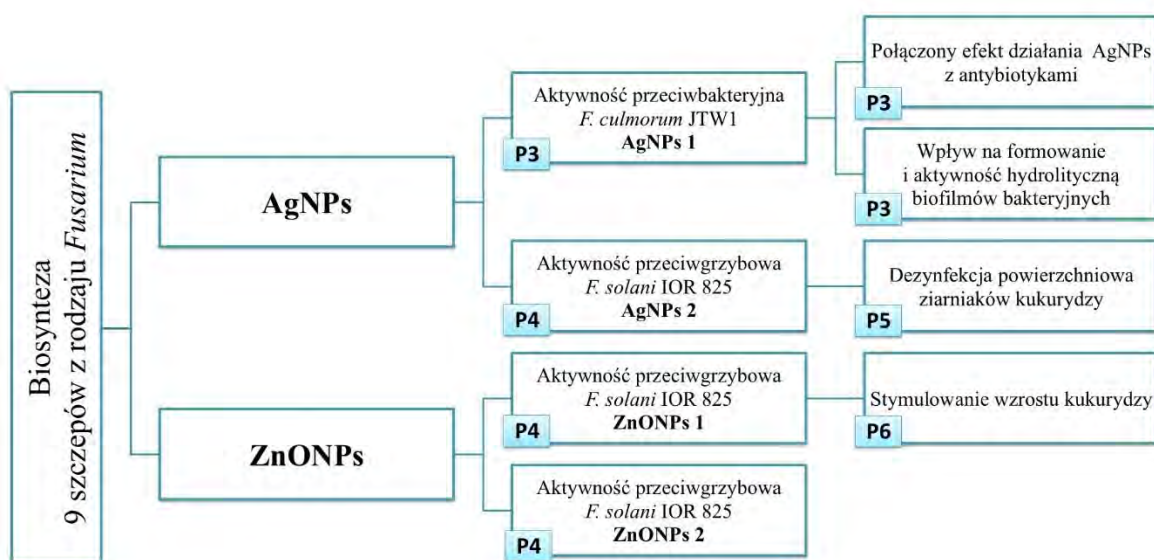 Biosynteza
9 szczepów z rodzaju Fusarium
AgNPs
Aktywność przeciwbakteryjna
F. culmorum JTW1
AgNPs 1
P3
Połączony efekt działania AgNPs
z antybiotykami
P3
Wpływ na formowanie
i aktywność hydrolityczną
biofilmów bakteryjnych
P3
Aktywność przeciwgrzybowa
F. solani IOR 825
AgNPs 2
P4
Dezynfekcja powierzchniowa
ziarniaków kukurydzy
P5
ZnONPs
Aktywność przeciwgrzybowa
F. solani IOR 825
ZnONPs 1
P4
Stymulowanie wzrostu kukurydzy
P6
Aktywność przeciwgrzybowa
F. solani IOR 825
ZnONPs 2
P4